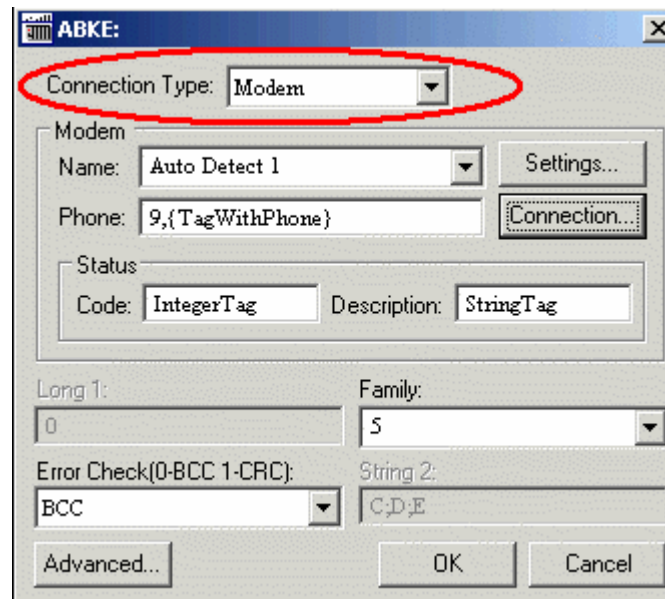 ABKE:
Connection Type: Modem
Modem
Name: Auto Detect 1 Settings...
Phone: 9,{TagWithPhone} Connection...
Status
Code: IntegerTag Description: StringTag
Long 1: Family:
0 5
Error Check(0-BCC 1-CRC): String 2:
BCC C;D;E
Advanced... OK Cancel